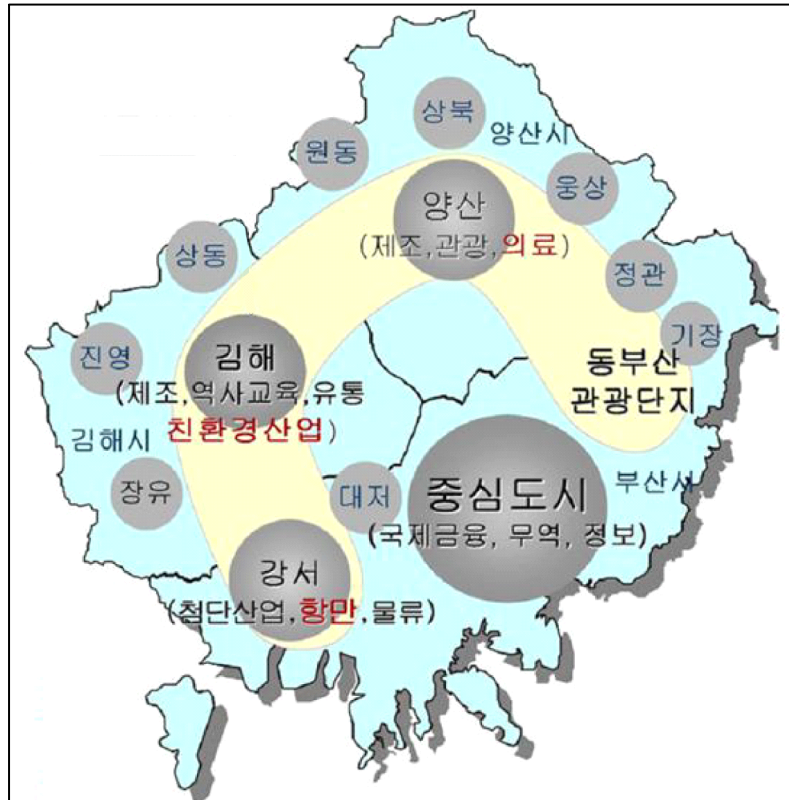 상북
양산시
원동
웅상
양산
(제조,관광,의료)
상동
정관
기장
진영
김해
(제조,역사교육,유통
친환경산업)
동부산
관광단지
김해시
장유
대저
중심도시
(국제금융, 무역, 정보)
부산시
강서
(첨단산업,항만,물류)